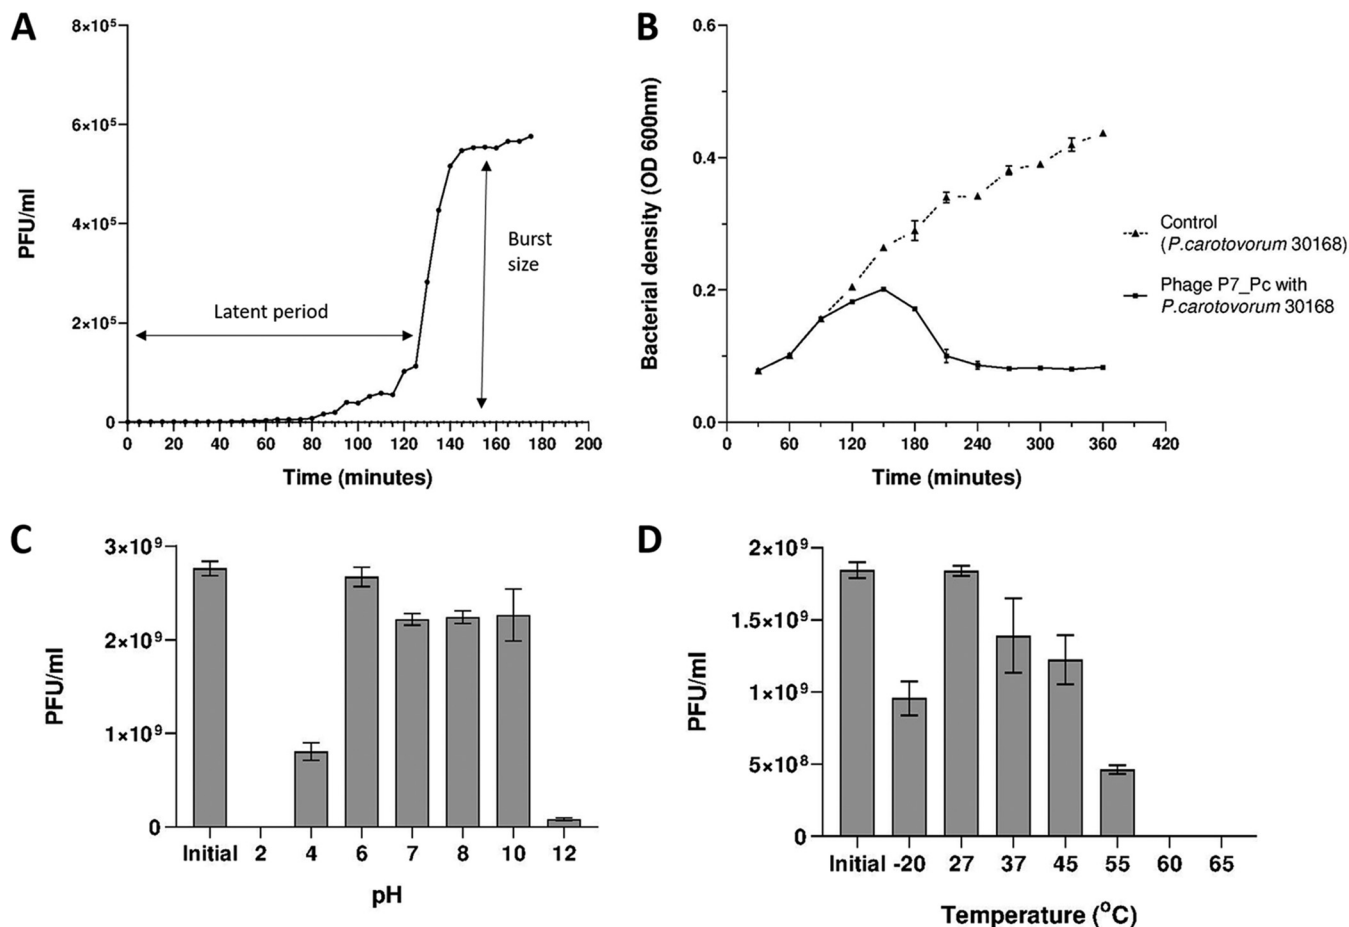 A
8×10⁵
6×10⁵
4×10⁵
2×10⁵
0
PFU/ml
Latent period
Burst
size
0 20 40 60 80 100 120 140 160 180 200
Time (minutes)
B
0.6
0.4
0.2
0.0
Bacterial density (OD 600nm)
0 60 120 180 240 300 360 420
Time (minutes)
Control
(P.carotovorum 30168)
Phage P7_Pc with
P.carotovorum 30168
C
3×10⁹
2×10⁹
1×10⁹
0
PFU/ml
Initial 2 4 6 7 8 10 12
pH
D
2×10⁹
1.5×10⁹
1×10⁹
5×10⁸
0
PFU/ml
Initial -20 27 37 45 55 60 65
Temperature (°C)